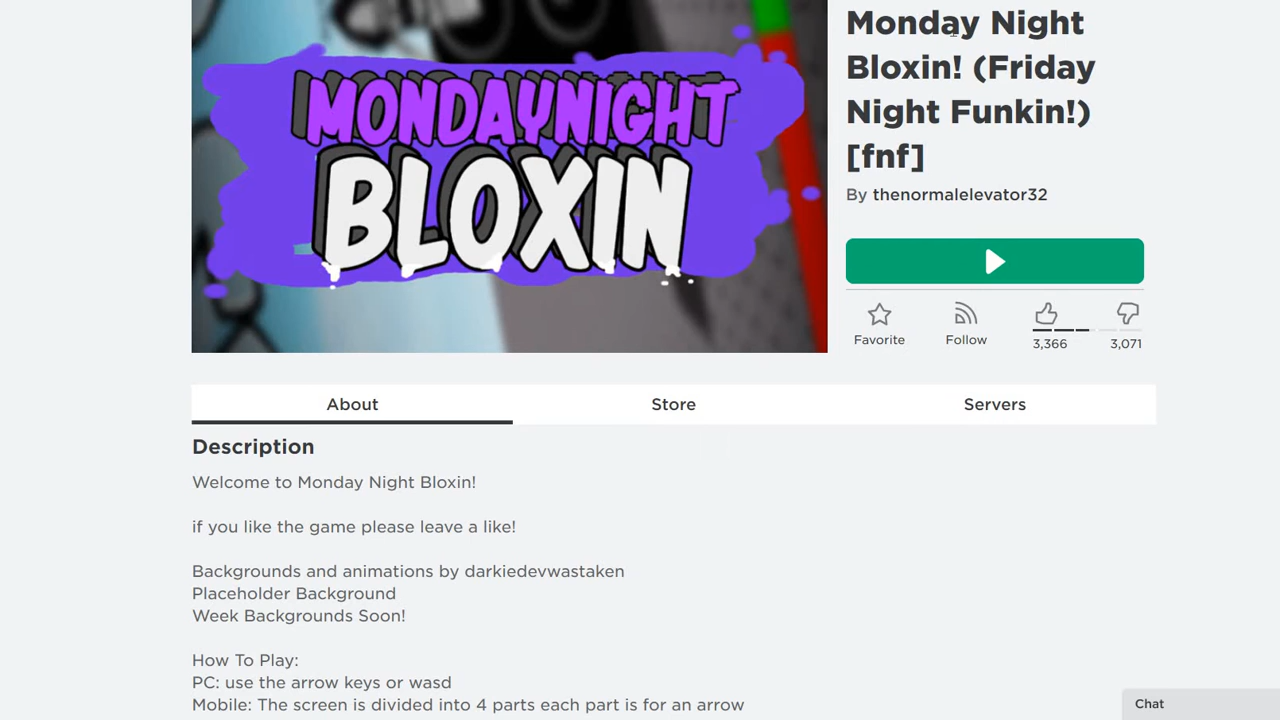 MONDAYNIGHT
BLOXIN
Monday Night
Bloxin! (Friday
Night Funkin!)
[fnf]
By thenormalelevator32
Favorite
Follow
3,366
3,071
About
Store
Servers
Description
Welcome to Monday Night Bloxin!
if you like the game please leave a like!
Backgrounds and animations by darkiedevwastaken
Placeholder Background
Week Backgrounds Soon!
How To Play:
PC: use the arrow keys or wasd
Mobile: The screen is divided into 4 parts each part is for an arrow
Chat